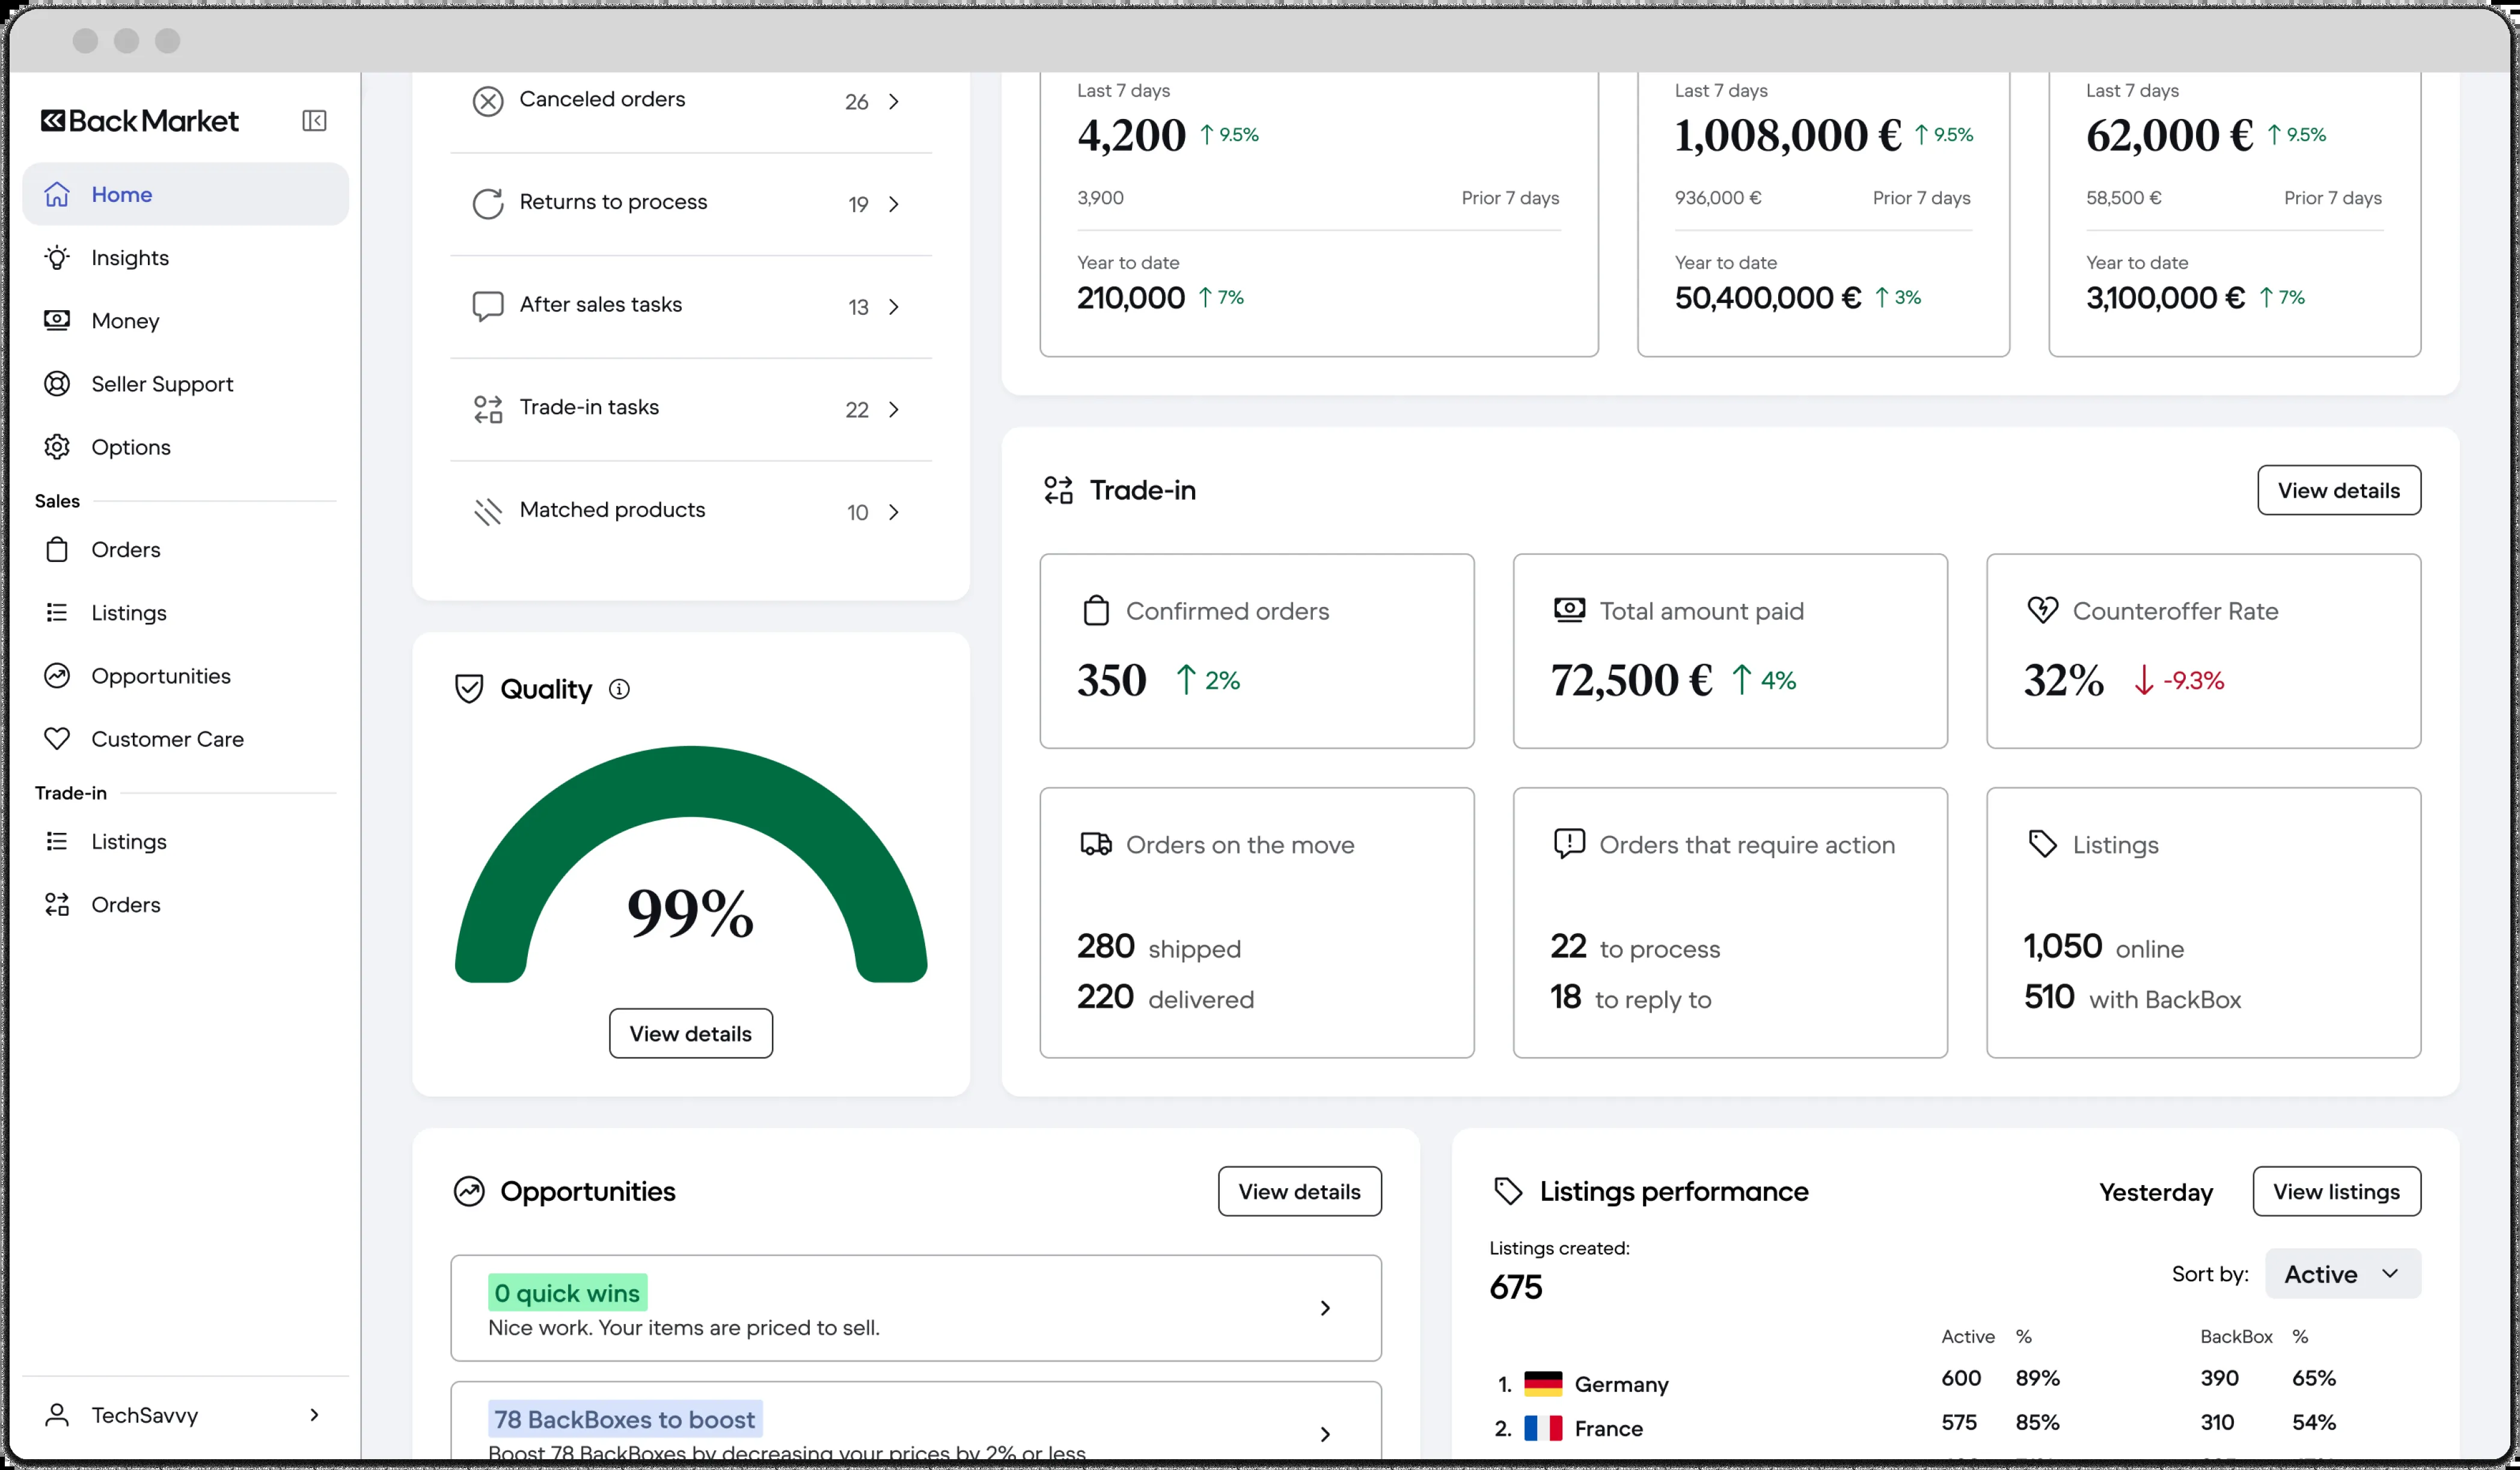 Back Market
Home
Insights
Money
Seller Support
Options
Sales
Orders
Listings
Opportunities
Customer Care
Trade-in
Listings
Orders
TechSavvy
Canceled orders 26
Returns to process 19
After sales tasks 13
Trade-in tasks 22
Matched products 10
Last 7 days
4,200 ↑ 9.5%
3,900 Prior 7 days
Year to date
210,000 ↑ 7%
Last 7 days
1,008,000 € ↑ 9.5%
936,000 € Prior 7 days
Year to date
50,400,000 € ↑ 3%
Last 7 days
62,000 € ↑ 9.5%
58,500 € Prior 7 days
Year to date
3,100,000 € ↑ 7%
Quality
99%
View details
Trade-in View details
Confirmed orders
350 ↑ 2%
Total amount paid
72,500 € ↑ 4%
Counteroffer Rate
32% ↓ -9.3%
Orders on the move
280 shipped
220 delivered
Orders that require action
22 to process
18 to reply to
Listings
1,050 online
510 with BackBox
Opportunities View details
0 quick wins
Nice work. Your items are priced to sell.
78 BackBoxes to boost
Boost 78 BackBoxes by decreasing your prices by 2% or less
Listings performance Yesterday View listings
Listings created:
675
Sort by: Active
Active % BackBox %
1. Germany 600 89% 390 65%
2. France 575 85% 310 54%